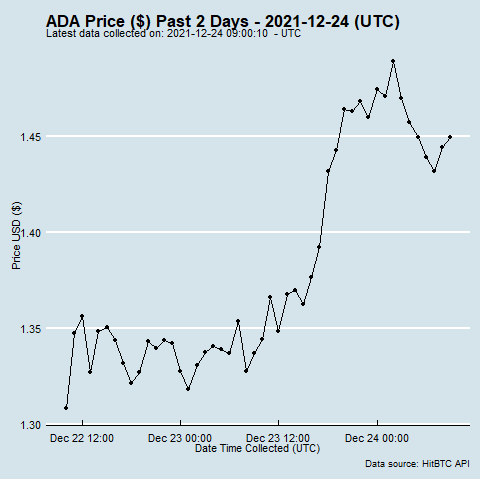 ADA Price ($) Past 2 Days - 2021-12-24 (UTC)
Latest data collected on: 2021-12-24 09:00:10 - UTC
1.45
1.40
1.35
1.30
Price USD ($)
Dec 22 12:00 Dec 23 00:00 Dec 23 12:00 Dec 24 00:00
Date Time Collected (UTC)
Data source: HitBTC API